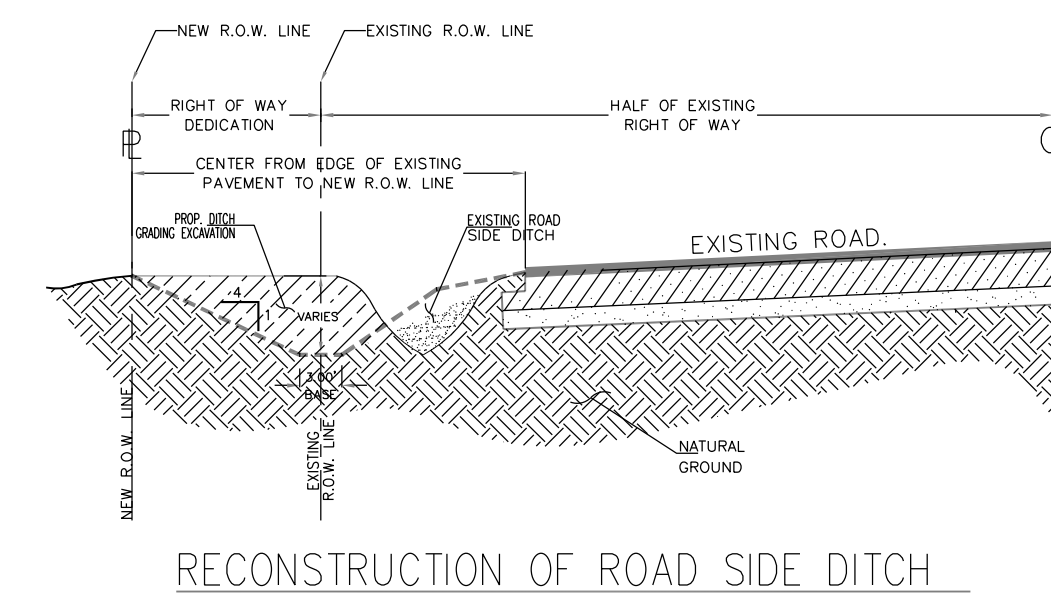 NEW R.O.W. LINE
EXISTING R.O.W. LINE
RIGHT OF WAY
DEDICATION
HALF OF EXISTING
RIGHT OF WAY
PL
CENTER FROM EDGE OF EXISTING
PAVEMENT TO NEW R.O.W. LINE
PROP. DITCH
GRADING EXCAVATION
EXISTING ROAD
SIDE DITCH
EXISTING ROAD.
4
1
VARIES
3.00'
BASE
NEW R.O.W. LINE
EXISTING
R.O.W. LINE
NATURAL
GROUND
RECONSTRUCTION OF ROAD SIDE DITCH